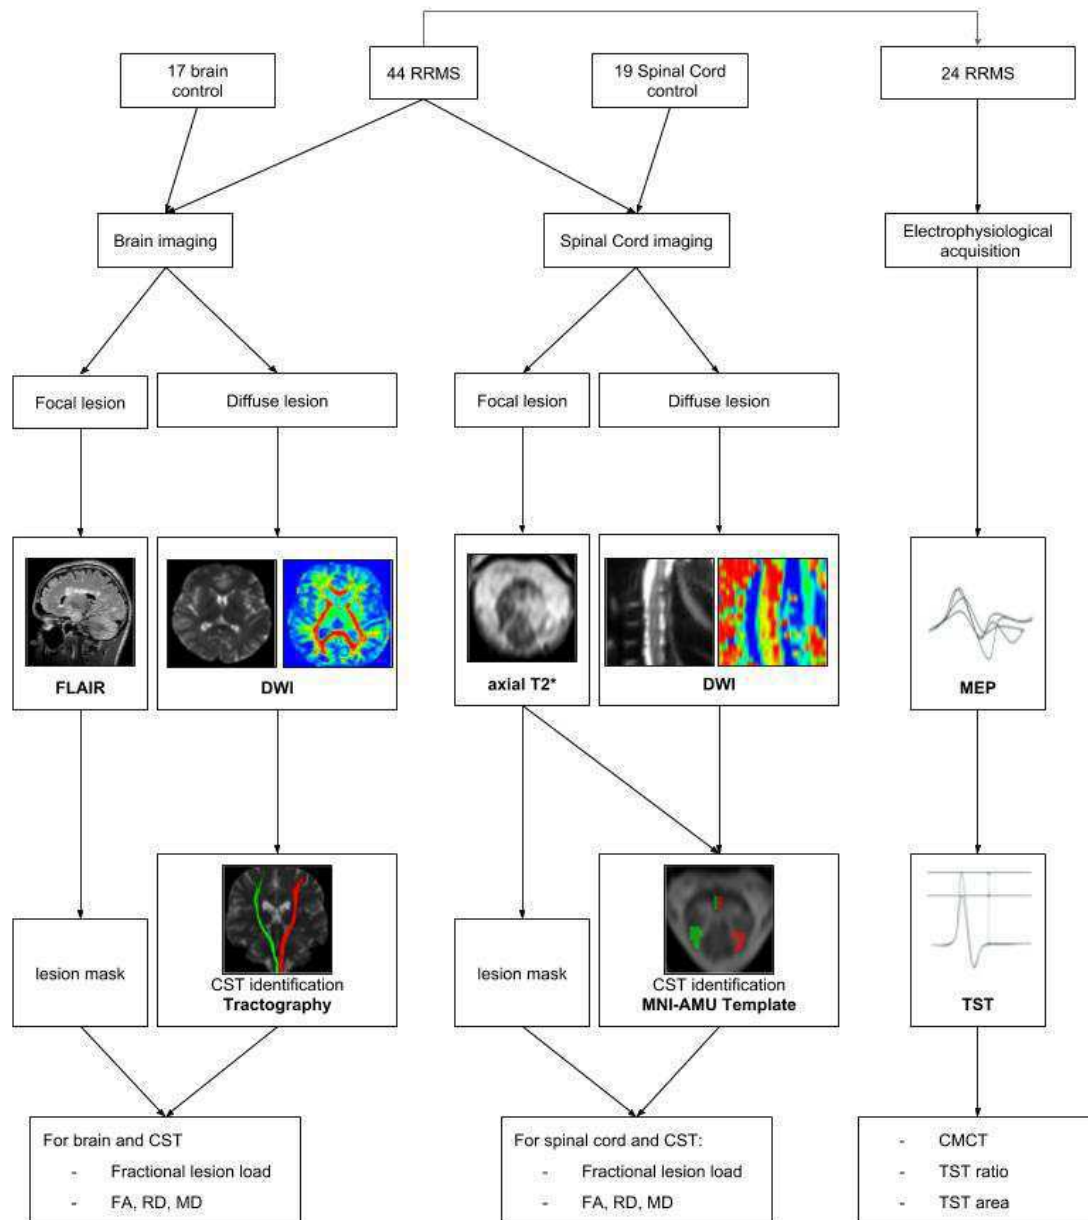 17 brain
control
44 RRMS
19 Spinal Cord
control
24 RRMS
Brain imaging
Spinal Cord imaging
Electrophysiological
acquisition
Focal lesion
Diffuse lesion
Focal lesion
Diffuse lesion
FLAIR
DWI
axial T2*
DWI
MEP
lesion mask
CST identification
Tractography
lesion mask
CST identification
MNI-AMU Template
TST
For brain and CST
- Fractional lesion load
- FA, RD, MD
For spinal cord and CST:
- Fractional lesion load
- FA, RD, MD
- CMCT
- TST ratio
- TST area